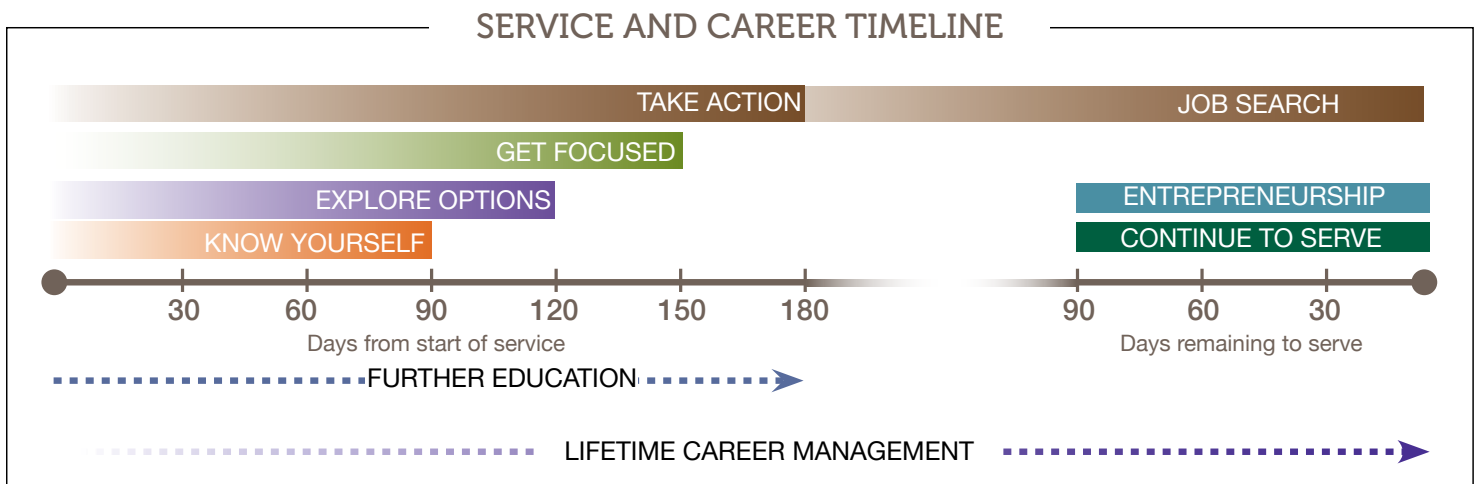 SERVICE AND CAREER TIMELINE
TAKE ACTION JOB SEARCH
GET FOCUSED
EXPLORE OPTIONS ENTREPRENEURSHIP
KNOW YOURSELF CONTINUE TO SERVE
30 60 90 120 150 180 90 60 30
Days from start of service Days remaining to serve
FURTHER EDUCATION
LIFETIME CAREER MANAGEMENT